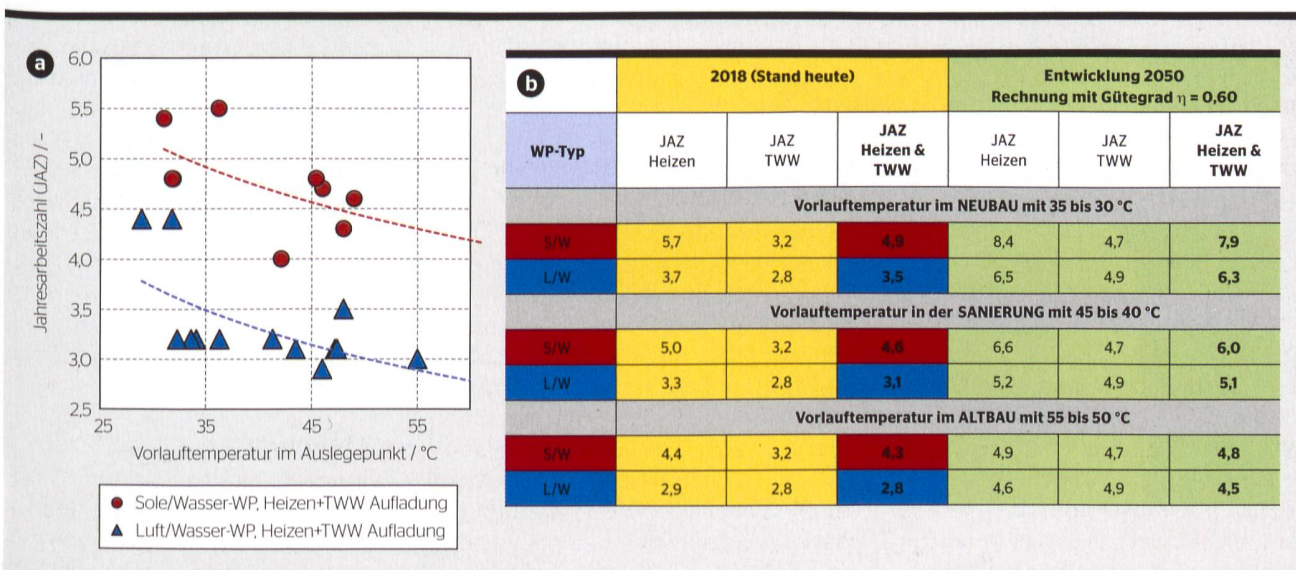 a
6,0
5,5
5,0
4,5
4,0
3,5
3,0
2,5
25
35
45
55
Jahresarbeitszahl (JAZ) / –
Vorlauftemperatur im Auslegepunkt / °C
Sole/Wasser-WP, Heizen+TWW Aufladung
Luft/Wasser-WP, Heizen+TWW Aufladung
b
2018 (Stand heute)
Entwicklung 2050
Rechnung mit Gütegrad η = 0,60
WP-Typ
JAZ
Heizen
JAZ
TWW
JAZ
Heizen &
TWW
JAZ
Heizen
JAZ
TWW
JAZ
Heizen &
TWW
Vorlauftemperatur im NEUBAU mit 35 bis 30 °C
S/W 5,7 3,2 4,9 8,4 4,7 7,9
L/W 3,7 2,8 3,5 6,5 4,9 6,3
Vorlauftemperatur in der SANIERUNG mit 45 bis 40 °C
S/W 5,0 3,2 4,6 6,6 4,7 6,0
L/W 3,3 2,8 3,1 5,2 4,9 5,1
Vorlauftemperatur im ALTBAU mit 55 bis 50 °C
S/W 4,4 3,2 4,3 4,9 4,7 4,8
L/W 2,9 2,8 2,8 4,6 4,9 4,5